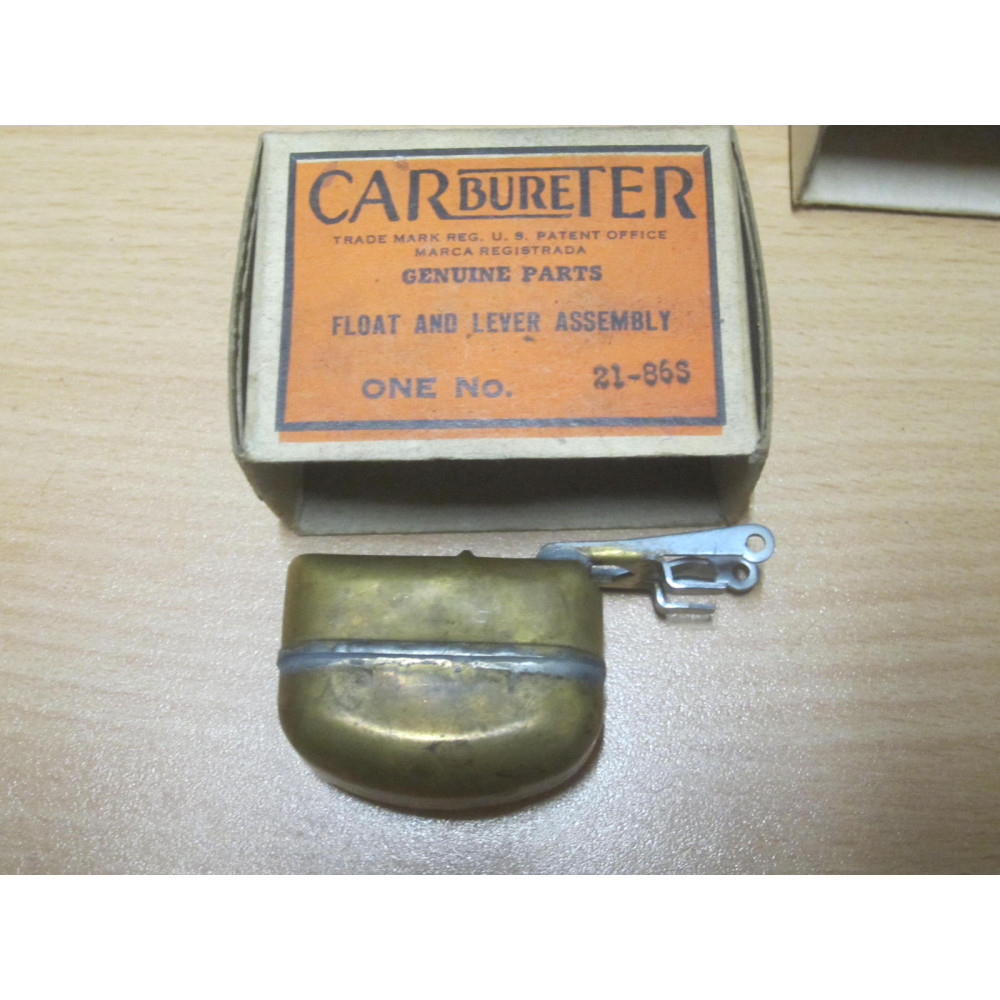 CARBURETER
TRADE MARK REG. U. S. PATENT OFFICE
MARCA REGISTRADA
GENUINE PARTS
FLOAT AND LEVER ASSEMBLY
ONE No. 21-86S